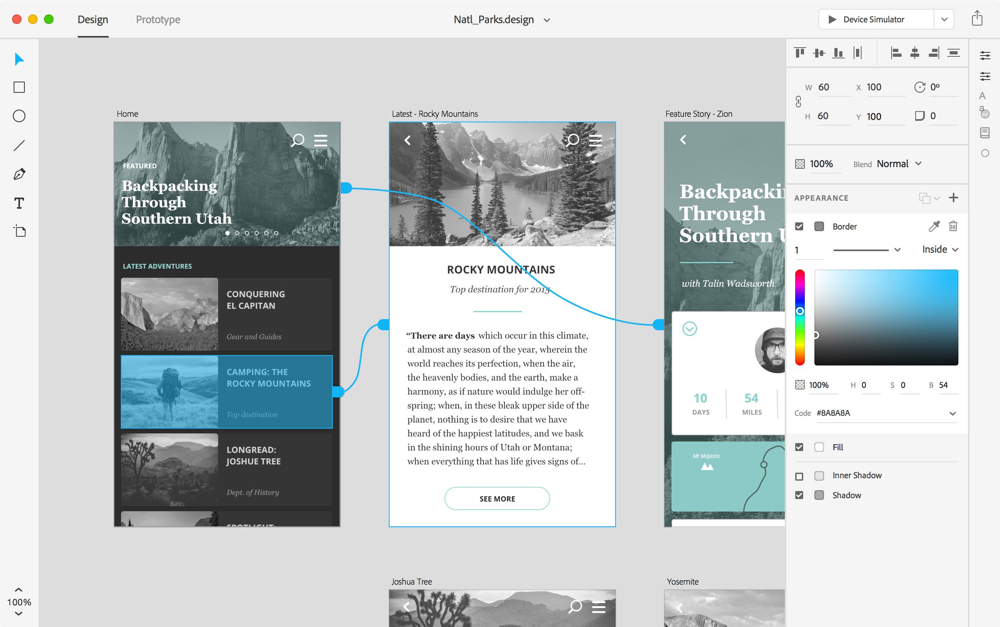 Design
Prototype
Natl_Parks.design
Device Simulator
Home
FEATURED
Backpacking
Through
Southern Utah
LATEST ADVENTURES
CONQUERING
EL CAPITAN
Gear and Guides
CAMPING: THE
ROCKY MOUNTAINS
Top destination
LONGREAD:
JOSHUE TREE
Dept. of History
SPOTLIGHT:
Latest - Rocky Mountains
ROCKY MOUNTAINS
Top destination for 2015
“There are days which occur in this climate,
at almost any season of the year, wherein the
world reaches its perfection, when the air,
the heavenly bodies, and the earth, make a
harmony, as if nature would indulge her off-
spring; when, in these bleak upper side of the
planet, nothing is to desire that we have
heard of the happiest latitudes, and we bask
in the shining hours of Utah or Montana;
when everything that has life gives signs of...
SEE MORE
Feature Story - Zion
Through
Southern
with Talin Wadsworth
10
DAYS
54
MILES
Mt Majestic
Joshua Tree
Yosemite
W 60 X 100 0°
H 60 Y 100 0
100% Blend Normal
APPEARANCE
Border
1 Inside
100% H 0 S 0 B 54
Code #8A8A8A
Fill
Inner Shadow
Shadow
A
a
T
100%